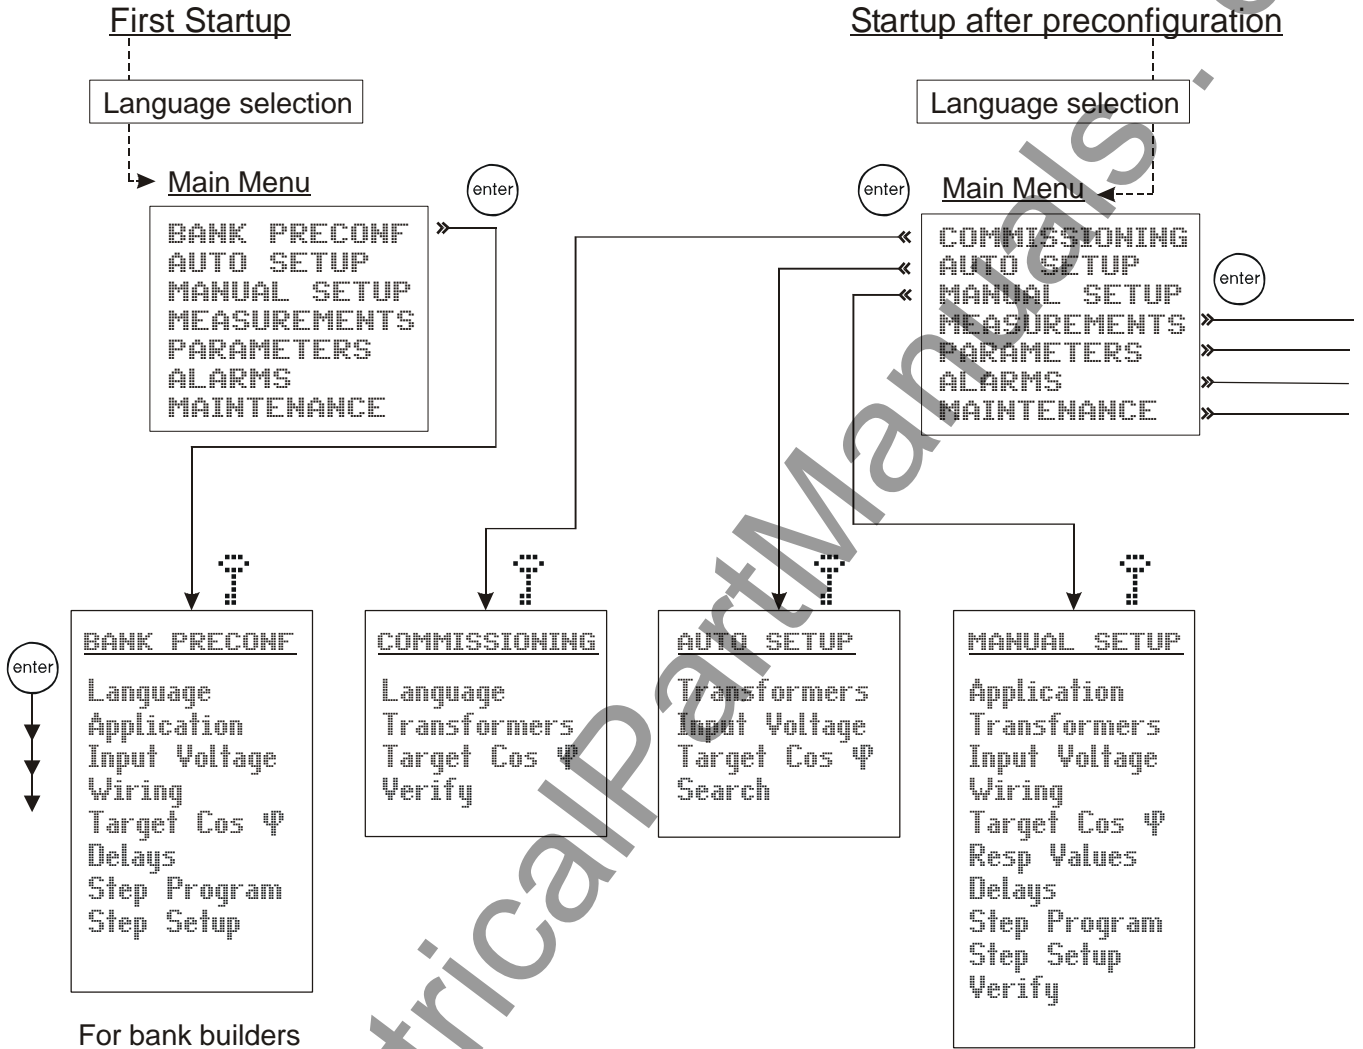 First Startup
Language selection
Main Menu
enter
BANK PRECONF
AUTO SETUP
MANUAL SETUP
MEASUREMENTS
PARAMETERS
ALARMS
MAINTENANCE
Startup after preconfiguration
Language selection
enter
Main Menu
COMMISSIONING
AUTO SETUP
MANUAL SETUP
MEASUREMENTS
PARAMETERS
ALARMS
MAINTENANCE
enter
enter
BANK PRECONF
Language
Application
Input Voltage
Wiring
Target Cos φ
Delays
Step Program
Step Setup
For bank builders
COMMISSIONING
Language
Transformers
Target Cos φ
Verify
AUTO SETUP
Transformers
Input Voltage
Target Cos φ
Search
MANUAL SETUP
Application
Transformers
Input Voltage
Wiring
Target Cos φ
Resp Values
Delays
Step Program
Step Setup
Verify
tricalPartManuals.